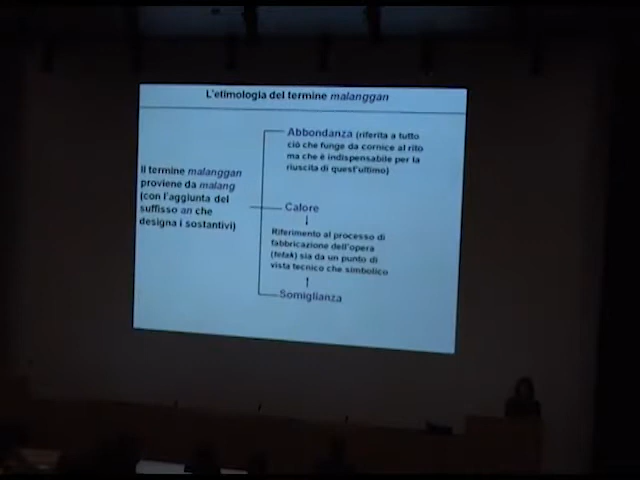 L'etimologia del termine malanggan
Il termine malanggan
proviene da malang
(con l'aggiunta del
suffisso an che
designa i sostantivi)
Abbondanza (riferita a tutto
ciò che funge da cornice al rito
ma che è indispensabile per la
riuscita di quest'ultimo)
Calore
Riferimento al processo di
fabbricazione dell'opera
(tetak) sia da un punto di
vista tecnico che simbolico
Somiglianza